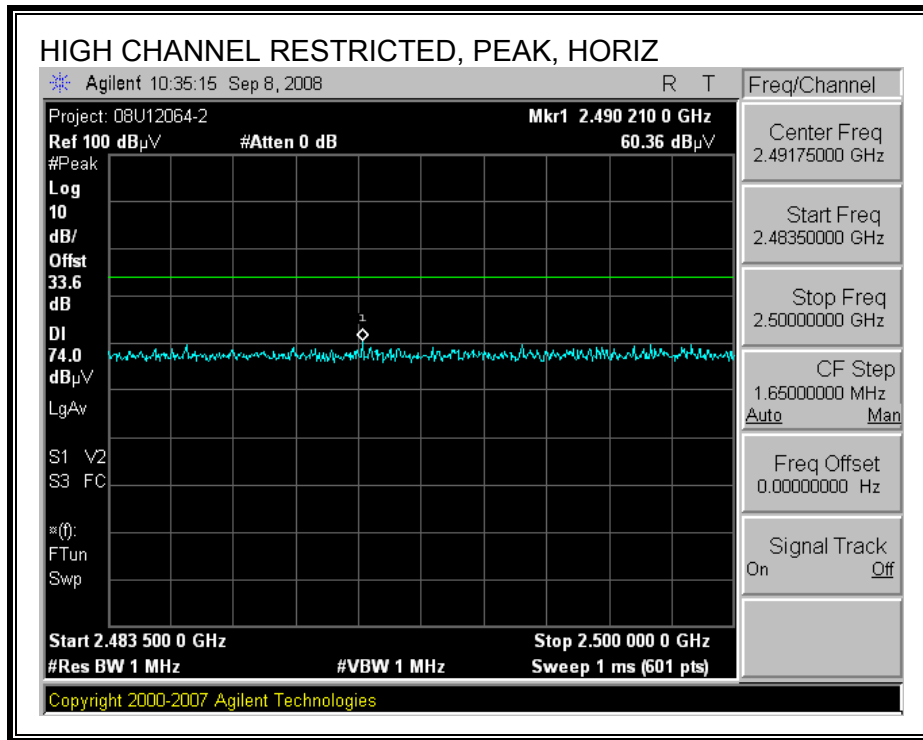 HIGH CHANNEL RESTRICTED, PEAK, HORIZ
Agilent 10:35:15 Sep 8, 2008 R T
Freq/Channel
Project: 08U12064-2 Mkr1 2.490 210 0 GHz
Ref 100 dBµV #Atten 0 dB 60.36 dBµV
#Peak
Log
10
dB/
Offst
33.6
dB
DI
74.0
dBµV
LgAv
S1 V2
S3 FC
¤(f):
FTun
Swp
1
Start 2.483 500 0 GHz Stop 2.500 000 0 GHz
#Res BW 1 MHz #VBW 1 MHz Sweep 1 ms (601 pts)
Center Freq
2.49175000 GHz
Start Freq
2.48350000 GHz
Stop Freq
2.50000000 GHz
CF Step
1.65000000 MHz
Auto Man
Freq Offset
0.00000000 Hz
Signal Track
On Off
Copyright 2000-2007 Agilent Technologies